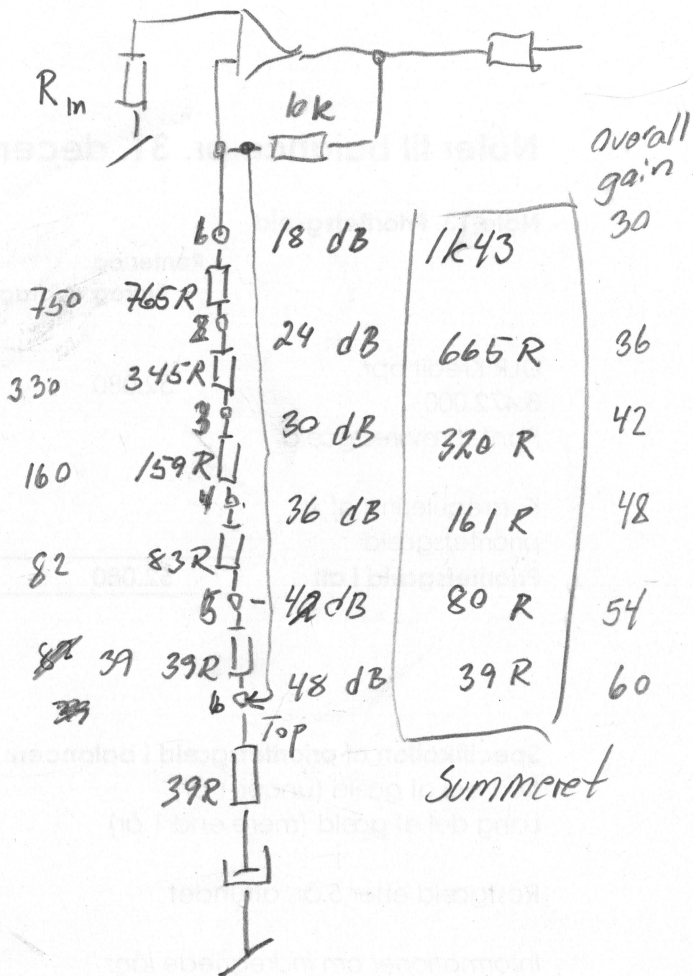 R in
10k
overall
gain
18 dB
1k43
30
750
765R
2
24 dB
665 R
36
330
345R
3
30 dB
320 R
42
160
159R
4
36 dB
161 R
48
82
83R
5
42 dB
80 R
54
39
39R
6
48 dB
39 R
60
Top
39R
Summeret